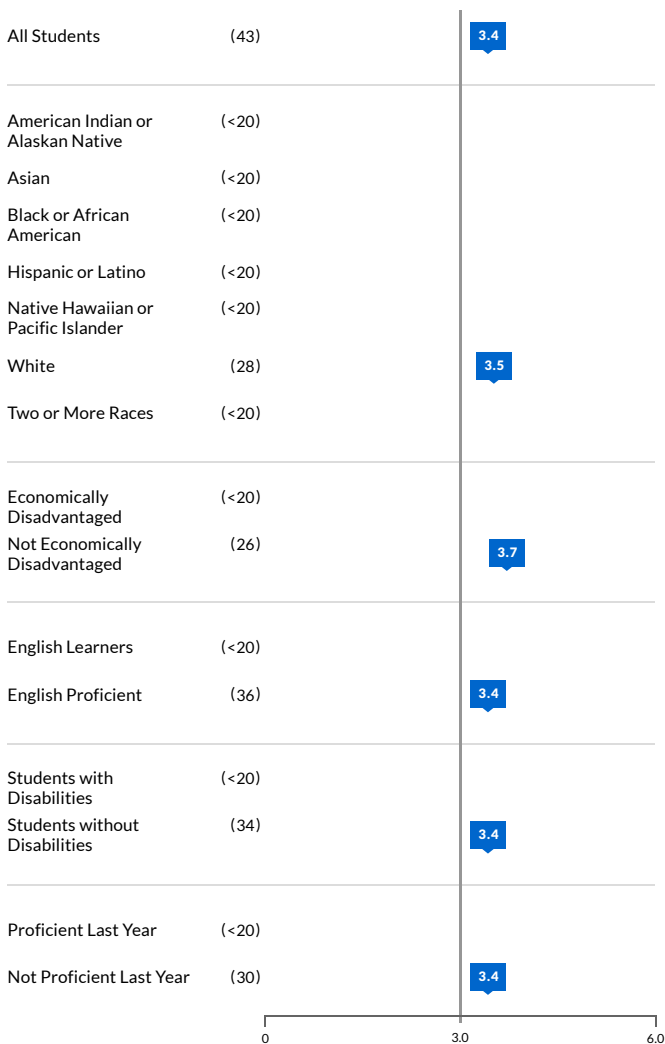 All Students (43) 3.4
American Indian or (<20)
Alaskan Native
Asian (<20)
Black or African (<20)
American
Hispanic or Latino (<20)
Native Hawaiian or (<20)
Pacific Islander
White (28) 3.5
Two or More Races (<20)
Economically (<20)
Disadvantaged
Not Economically (26) 3.7
Disadvantaged
English Learners (<20)
English Proficient (36) 3.4
Students with (<20)
Disabilities
Students without (34) 3.4
Disabilities
Proficient Last Year (<20)
Not Proficient Last Year (30) 3.4
0 3.0 6.0